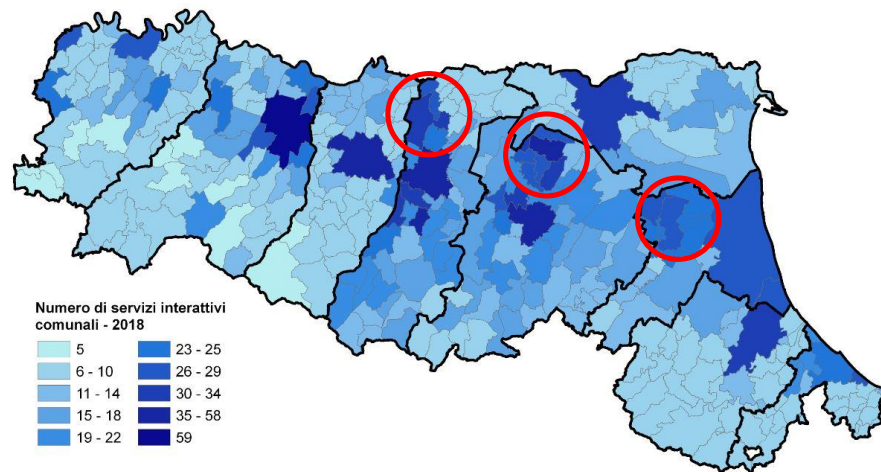 Numero di servizi interattivi
comunali - 2018
5
6 - 10
11 - 14
15 - 18
19 - 22
23 - 25
26 - 29
30 - 34
35 - 58
59